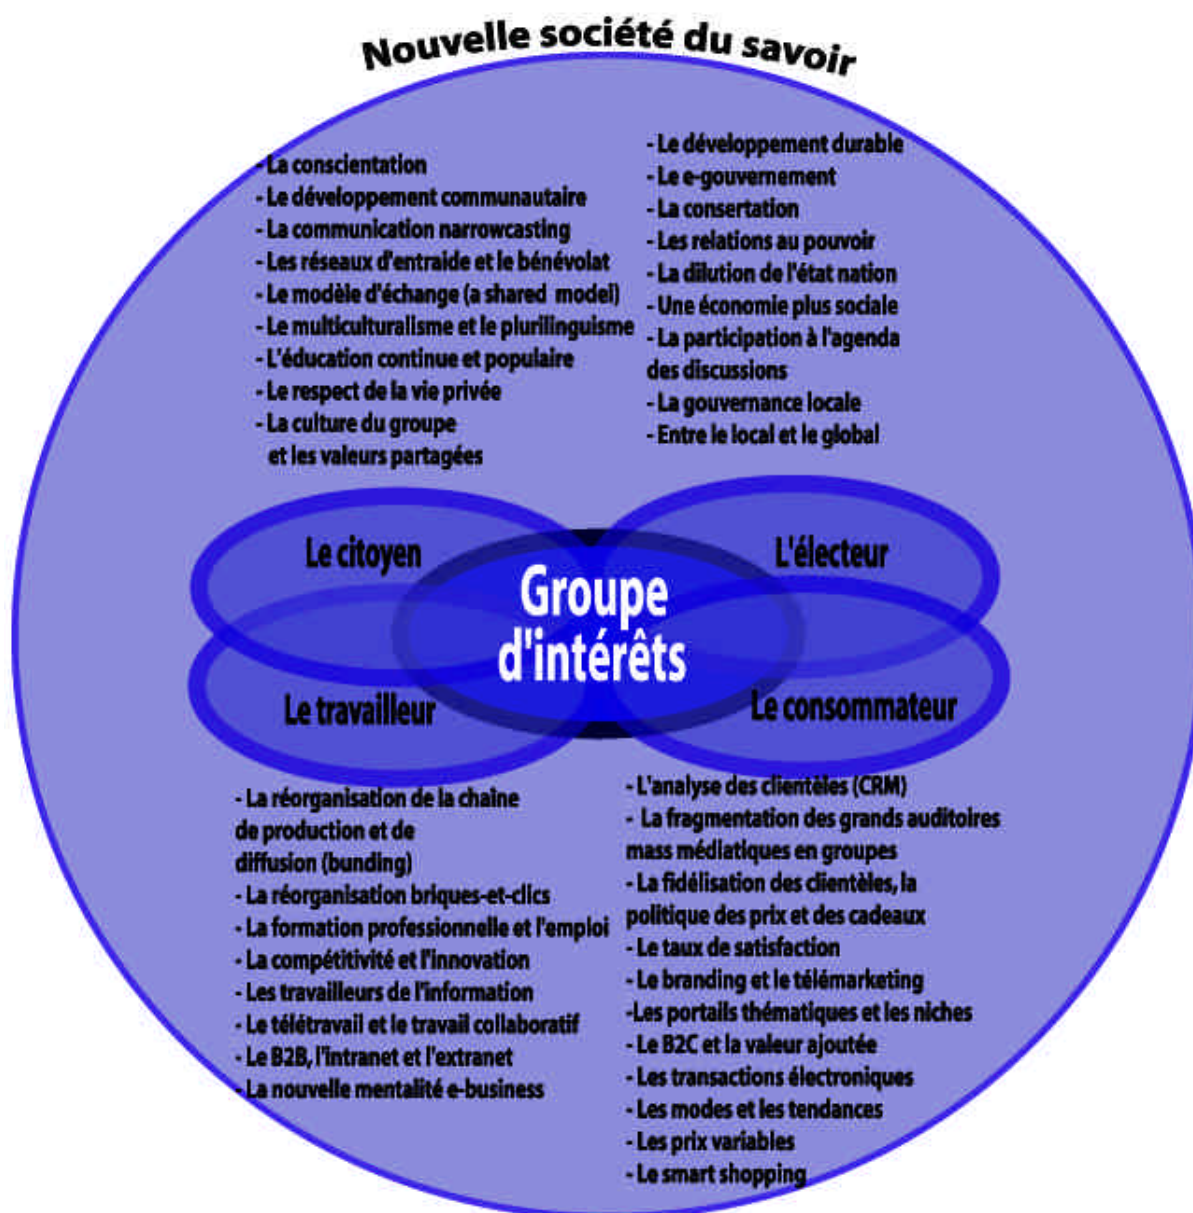 Nouvelle société du savoir
- La conscientation
- Le développement communautaire
- La communication narrowcasting
- Les réseaux d'entraide et le bénévolat
- Le modèle d'échange (a shared model)
- Le multiculturalisme et le plurilinguisme
- L'éducation continue et populaire
- Le respect de la vie privée
- La culture du groupe
et les valeurs partagées
- Le développement durable
- Le e-gouvernement
- La consertation
- Les relations au pouvoir
- La dilution de l'état nation
- Une économie plus sociale
- La participation à l'agenda
des discussions
- La gouvernance locale
- Entre le local et le global
Le citoyen
L'électeur
Groupe
d'intérêts
Le travailleur
Le consommateur
- La réorganisation de la chaîne
de production et de
diffusion (bunding)
- La réorganisation briques-et-clics
- La formation professionnelle et l'emploi
- La compétitivité et l'innovation
- Les travailleurs de l'information
- Le télétravail et le travail collaboratif
- Le B2B, l'intranet et l'extranet
- La nouvelle mentalité e-business
- L'analyse des clientèles (CRM)
- La fragmentation des grands auditoires
mass médiatiques en groupes
- La fidélisation des clientèles, la
politique des prix et des cadeaux
- Le taux de satisfaction
- Le branding et le télémarketing
-Les portails thématiques et les niches
- Le B2C et la valeur ajoutée
- Les transactions électroniques
- Les modes et les tendances
- Les prix variables
- Le smart shopping